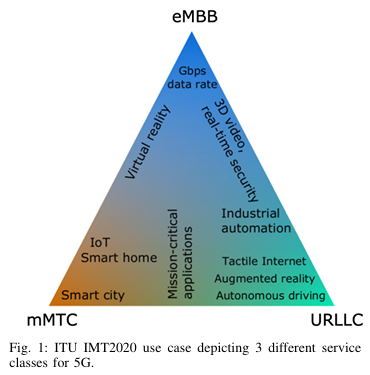 eMBB
Gbps
data rate
Virtual reality
3D video,
real-time security
Mission-critical
applications
Industrial
automation
IoT
Smart home
Tactile Internet
Augmented reality
Smart city
Autonomous driving
mMTC
URLLC
Fig. 1: ITU IMT2020 use case depicting 3 different service
classes for 5G.